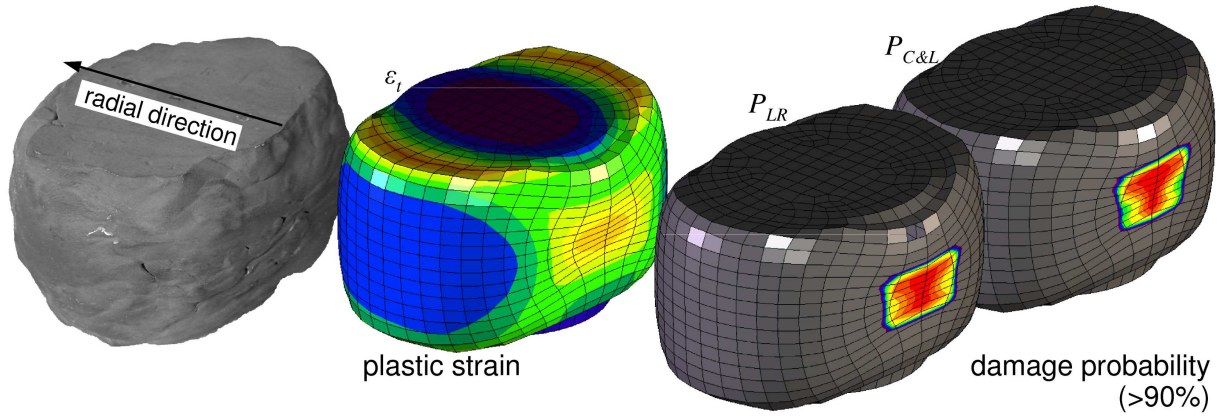 radial direction
ε_t
P_LR
P_C&L
plastic strain
damage probability
(>90%)